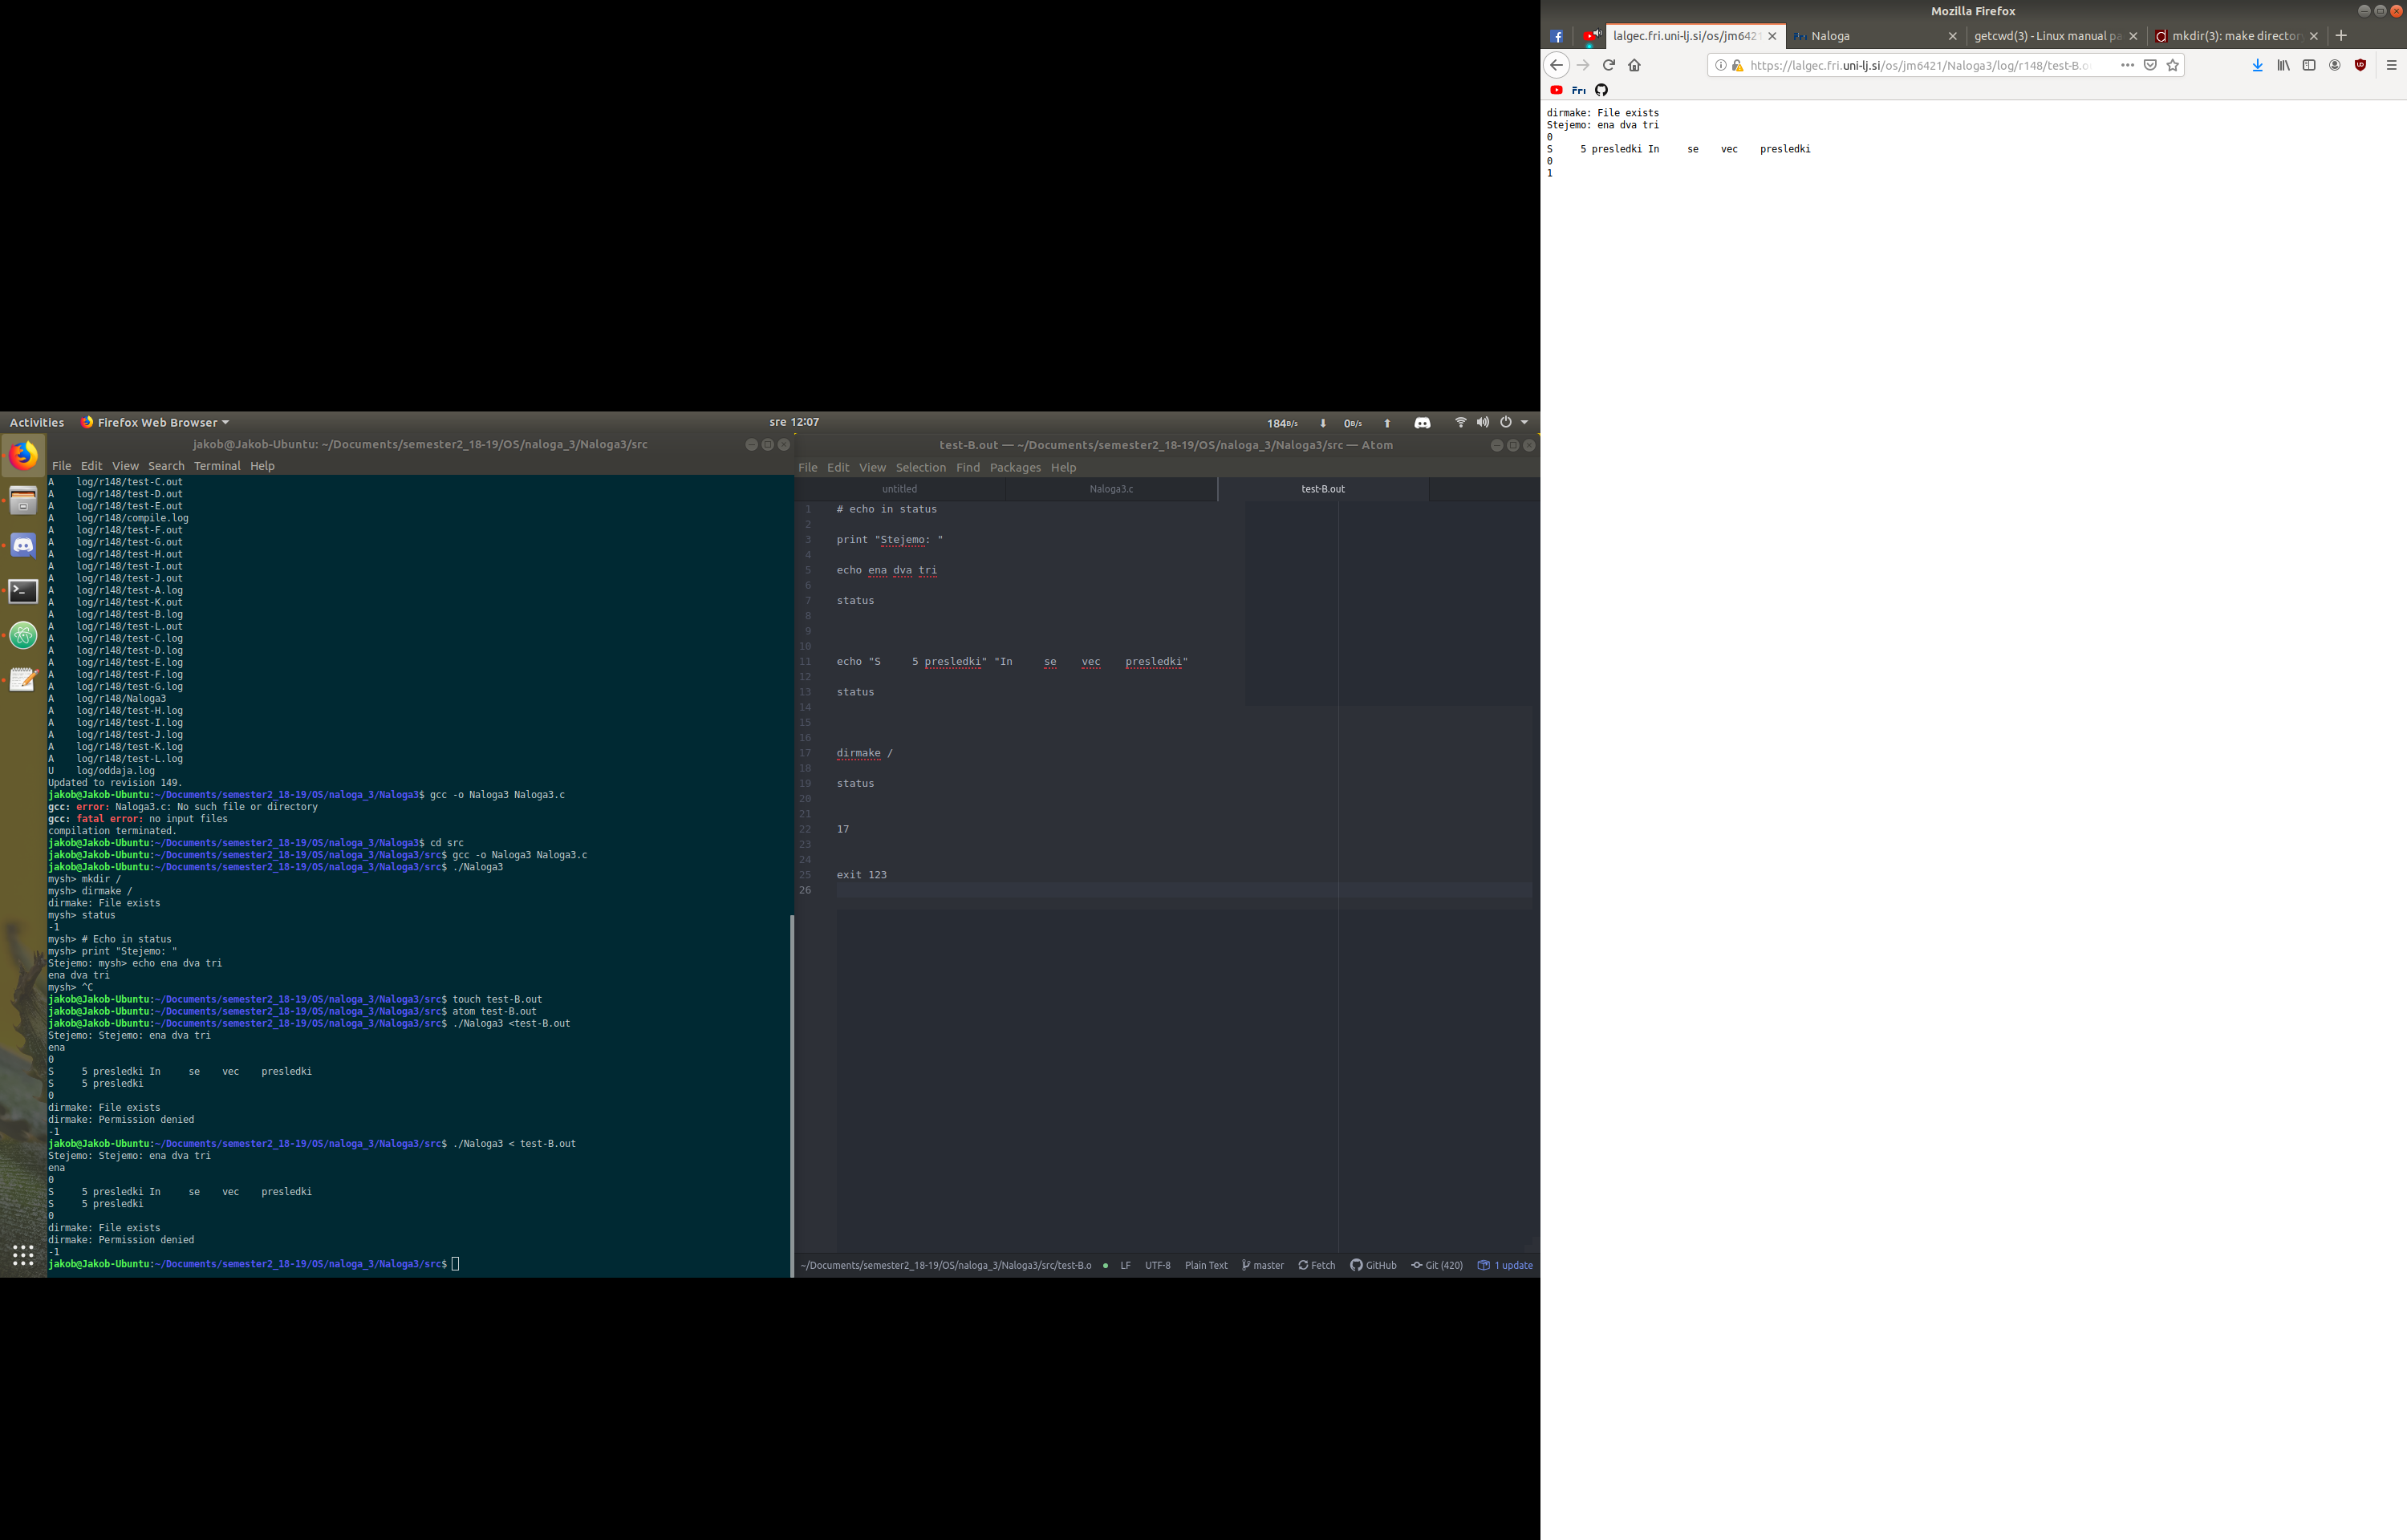 Activities
Firefox Web Browser
sre 12:07
184B/s
0B/s
jakob@Jakob-Ubuntu: ~/Documents/semester2_18-19/OS/naloga_3/Naloga3/src
File Edit View Search Terminal Help
A log/r148/test-C.out
A log/r148/test-D.out
A log/r148/test-E.out
A log/r148/compile.log
A log/r148/test-F.out
A log/r148/test-G.out
A log/r148/test-H.out
A log/r148/test-I.out
A log/r148/test-J.out
A log/r148/test-A.log
A log/r148/test-K.out
A log/r148/test-B.log
A log/r148/test-L.out
A log/r148/test-C.log
A log/r148/test-D.log
A log/r148/test-E.log
A log/r148/test-F.log
A log/r148/test-G.log
A log/r148/Naloga3
A log/r148/test-H.log
A log/r148/test-I.log
A log/r148/test-J.log
A log/r148/test-K.log
A log/r148/test-L.log
U log/oddaja.log
Updated to revision 149.
jakob@Jakob-Ubuntu:~/Documents/semester2_18-19/OS/naloga_3/Naloga3$ gcc -o Naloga3 Naloga3.c
gcc: error: Naloga3.c: No such file or directory
gcc: fatal error: no input files
compilation terminated.
jakob@Jakob-Ubuntu:~/Documents/semester2_18-19/OS/naloga_3/Naloga3$ cd src
jakob@Jakob-Ubuntu:~/Documents/semester2_18-19/OS/naloga_3/Naloga3/src$ gcc -o Naloga3 Naloga3.c
jakob@Jakob-Ubuntu:~/Documents/semester2_18-19/OS/naloga_3/Naloga3/src$ ./Naloga3
mysh> mkdir /
mysh> dirmake /
dirmake: File exists
mysh> status
-1
mysh> # Echo in status
mysh> print "Stejemo: "
Stejemo: mysh> echo ena dva tri
ena dva tri
mysh> ^C
jakob@Jakob-Ubuntu:~/Documents/semester2_18-19/OS/naloga_3/Naloga3/src$ touch test-B.out
jakob@Jakob-Ubuntu:~/Documents/semester2_18-19/OS/naloga_3/Naloga3/src$ atom test-B.out
jakob@Jakob-Ubuntu:~/Documents/semester2_18-19/OS/naloga_3/Naloga3/src$ ./Naloga3 <test-B.out
Stejemo: Stejemo: ena dva tri
ena
0
S     5 presledki In     se    vec    presledki
S     5 presledki
0
dirmake: File exists
dirmake: Permission denied
-1
jakob@Jakob-Ubuntu:~/Documents/semester2_18-19/OS/naloga_3/Naloga3/src$ ./Naloga3 < test-B.out
Stejemo: Stejemo: ena dva tri
ena
0
S     5 presledki In     se    vec    presledki
S     5 presledki
0
dirmake: File exists
dirmake: Permission denied
-1
jakob@Jakob-Ubuntu:~/Documents/semester2_18-19/OS/naloga_3/Naloga3/src$
test-B.out — ~/Documents/semester2_18-19/OS/naloga_3/Naloga3/src — Atom
File Edit View Selection Find Packages Help
untitled
Naloga3.c
test-B.out
1 # echo in status
2
3 print "Stejemo: "
4
5 echo ena dva tri
6
7 status
8
9
10
11 echo "S     5 presledki" "In     se    vec    presledki"
12
13 status
14
15
16
17 dirmake /
18
19 status
20
21
22 17
23
24
25 exit 123
26
~/Documents/semester2_18-19/OS/naloga_3/Naloga3/src/test-B.o
LF UTF-8 Plain Text master Fetch GitHub Git (420) 1 update
Mozilla Firefox
lalgec.fri.uni-lj.si/os/jm6421
Naloga
getcwd(3) - Linux manual pa
mkdir(3): make director
https://lalgec.fri.uni-lj.si/os/jm6421/Naloga3/log/r148/test-B.o
Fri
dirmake: File exists
Stejemo: ena dva tri
0
S     5 presledki In     se    vec    presledki
0
1